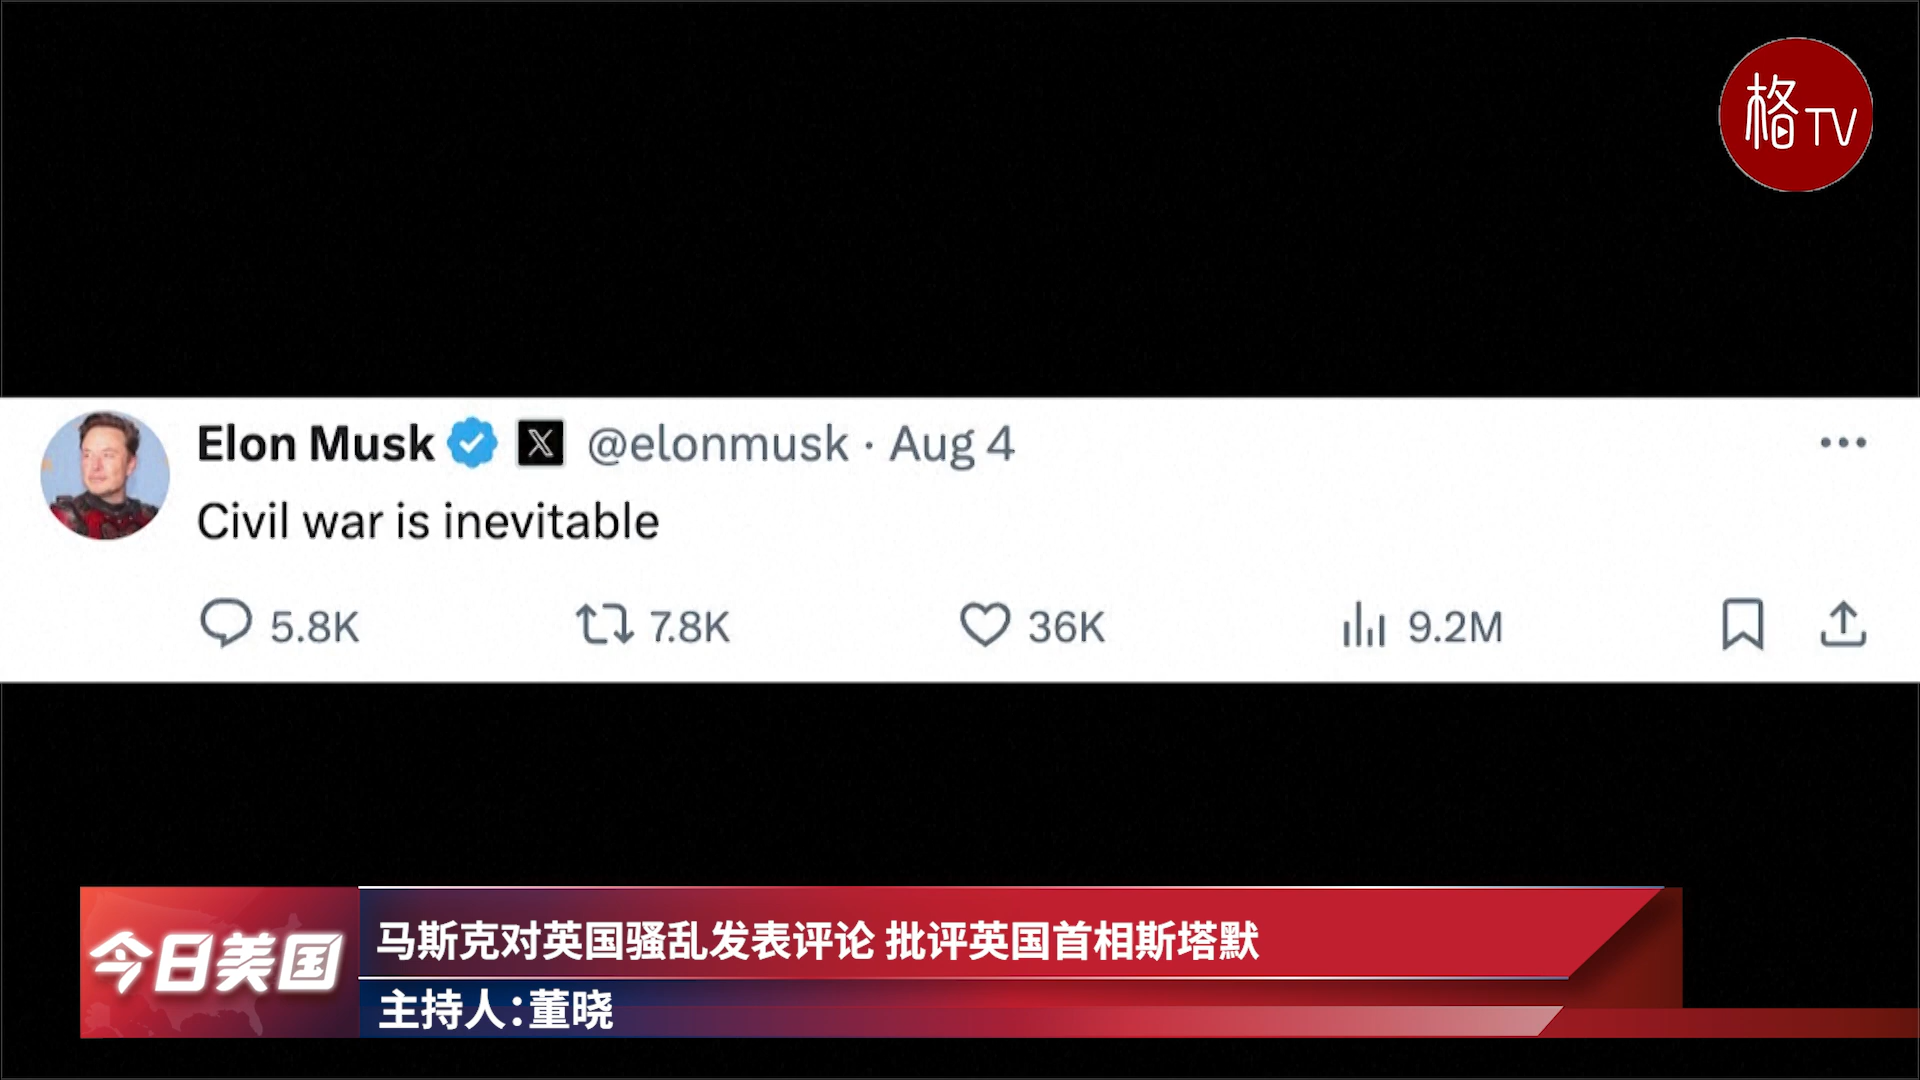 格TV
Elon Musk @elonmusk · Aug 4
Civil war is inevitable
5.8K 7.8K 36K 9.2M
今日美国
马斯克对英国骚乱发表评论 批评英国首相斯塔默
主持人：董晓